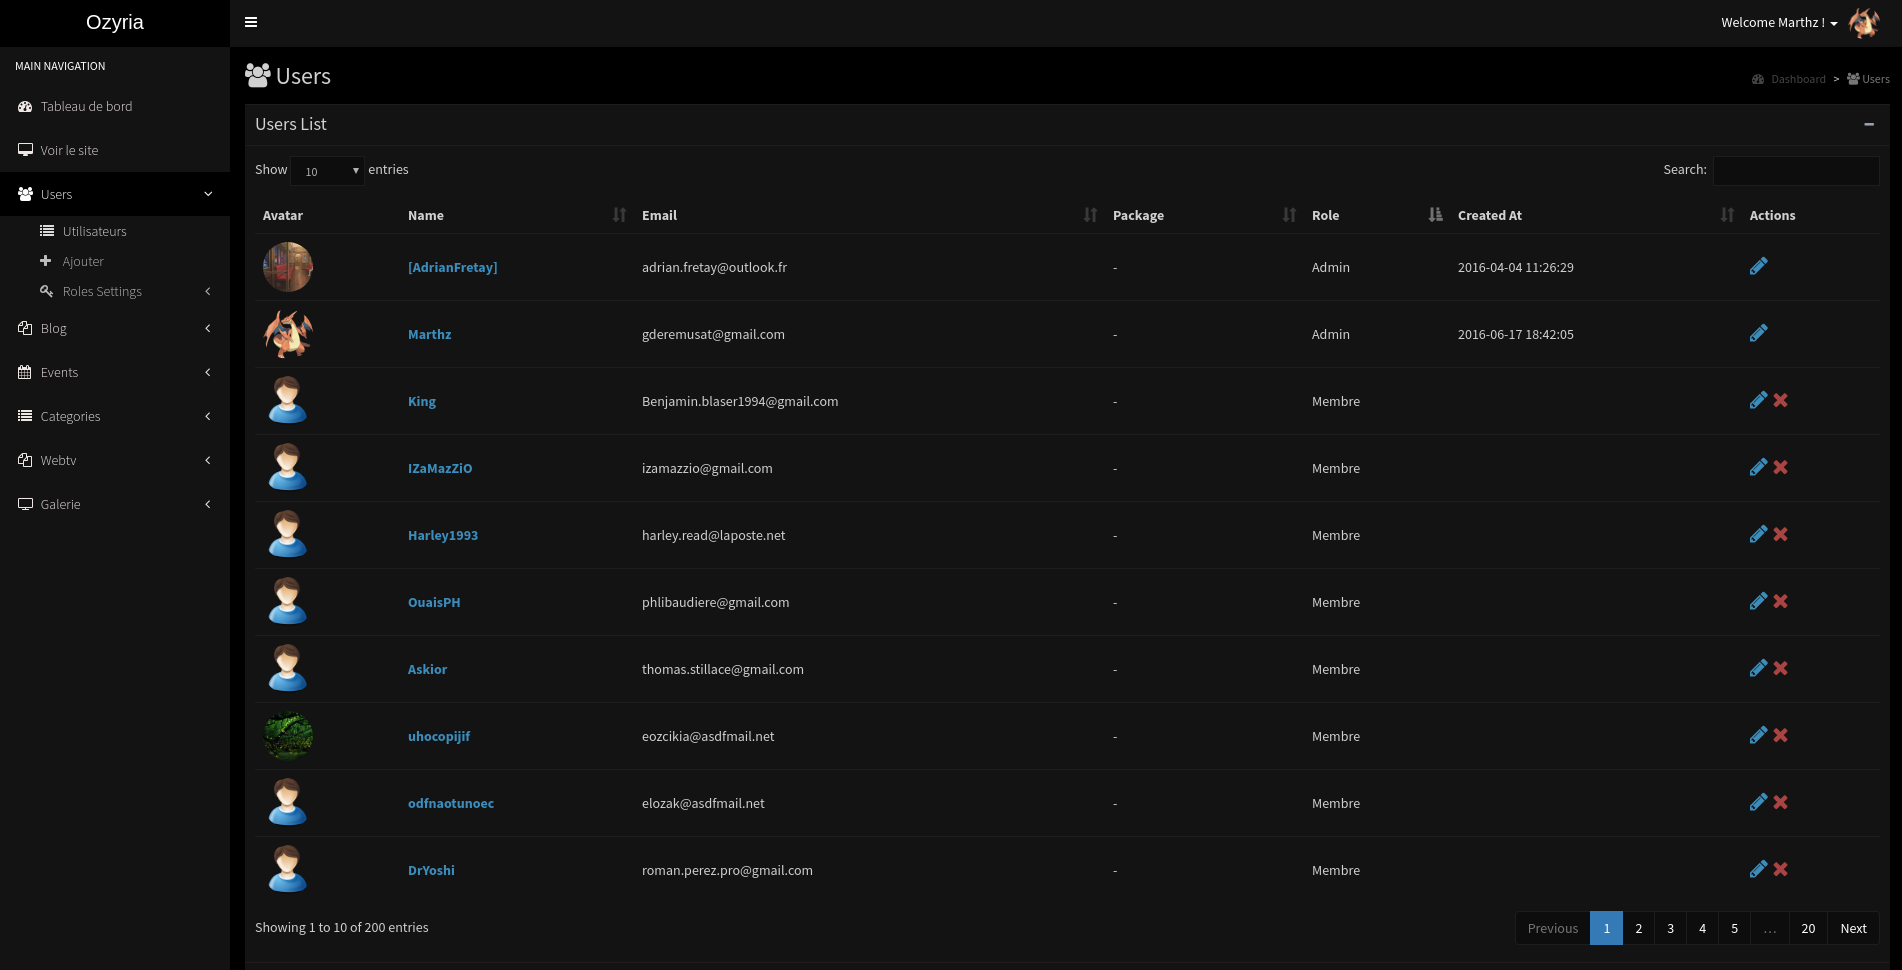 Ozyria
Welcome Marthz !
MAIN NAVIGATION
Tableau de bord
Voir le site
Users
Utilisateurs
Ajouter
Roles Settings
Blog
Events
Categories
Webtv
Galerie
Users
Dashboard > Users
Users List
Show 10 entries
Search:
Avatar Name Email Package Role Created At Actions
[AdrianFretay] adrian.fretay@outlook.fr - Admin 2016-04-04 11:26:29
Marthz gderemusat@gmail.com - Admin 2016-06-17 18:42:05
King Benjamin.blaser1994@gmail.com - Membre
IZaMazZiO izamazzio@gmail.com - Membre
Harley1993 harley.read@laposte.net - Membre
OuaisPH phlibaudiere@gmail.com - Membre
Askior thomas.stillace@gmail.com - Membre
uhocopijif eozcikia@asdfmail.net - Membre
odfnaotunoec elozak@asdfmail.net - Membre
DrYoshi roman.perez.pro@gmail.com - Membre
Showing 1 to 10 of 200 entries
Previous 1 2 3 4 5 … 20 Next